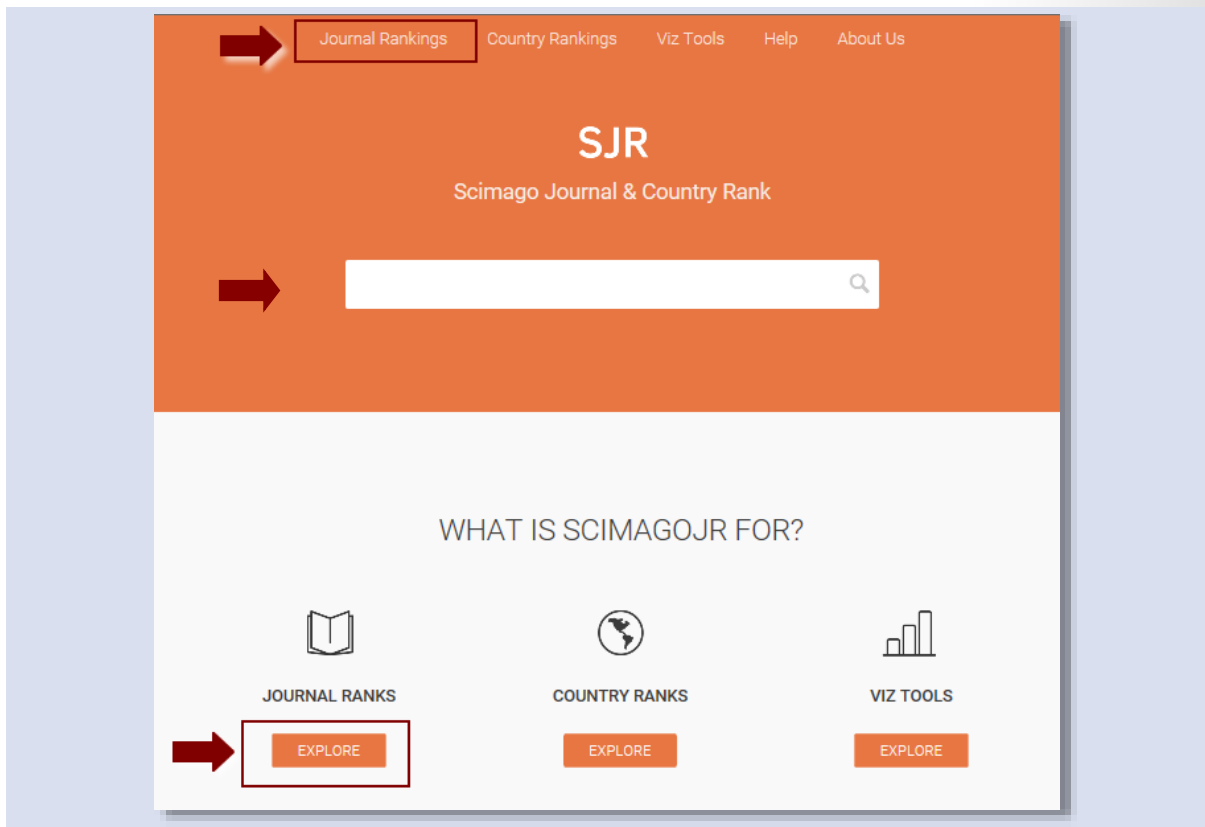 Journal Rankings Country Rankings Viz Tools Help About Us
SJR
Scimago Journal & Country Rank
WHAT IS SCIMAGOJR FOR?
JOURNAL RANKS COUNTRY RANKS VIZ TOOLS
EXPLORE EXPLORE EXPLORE